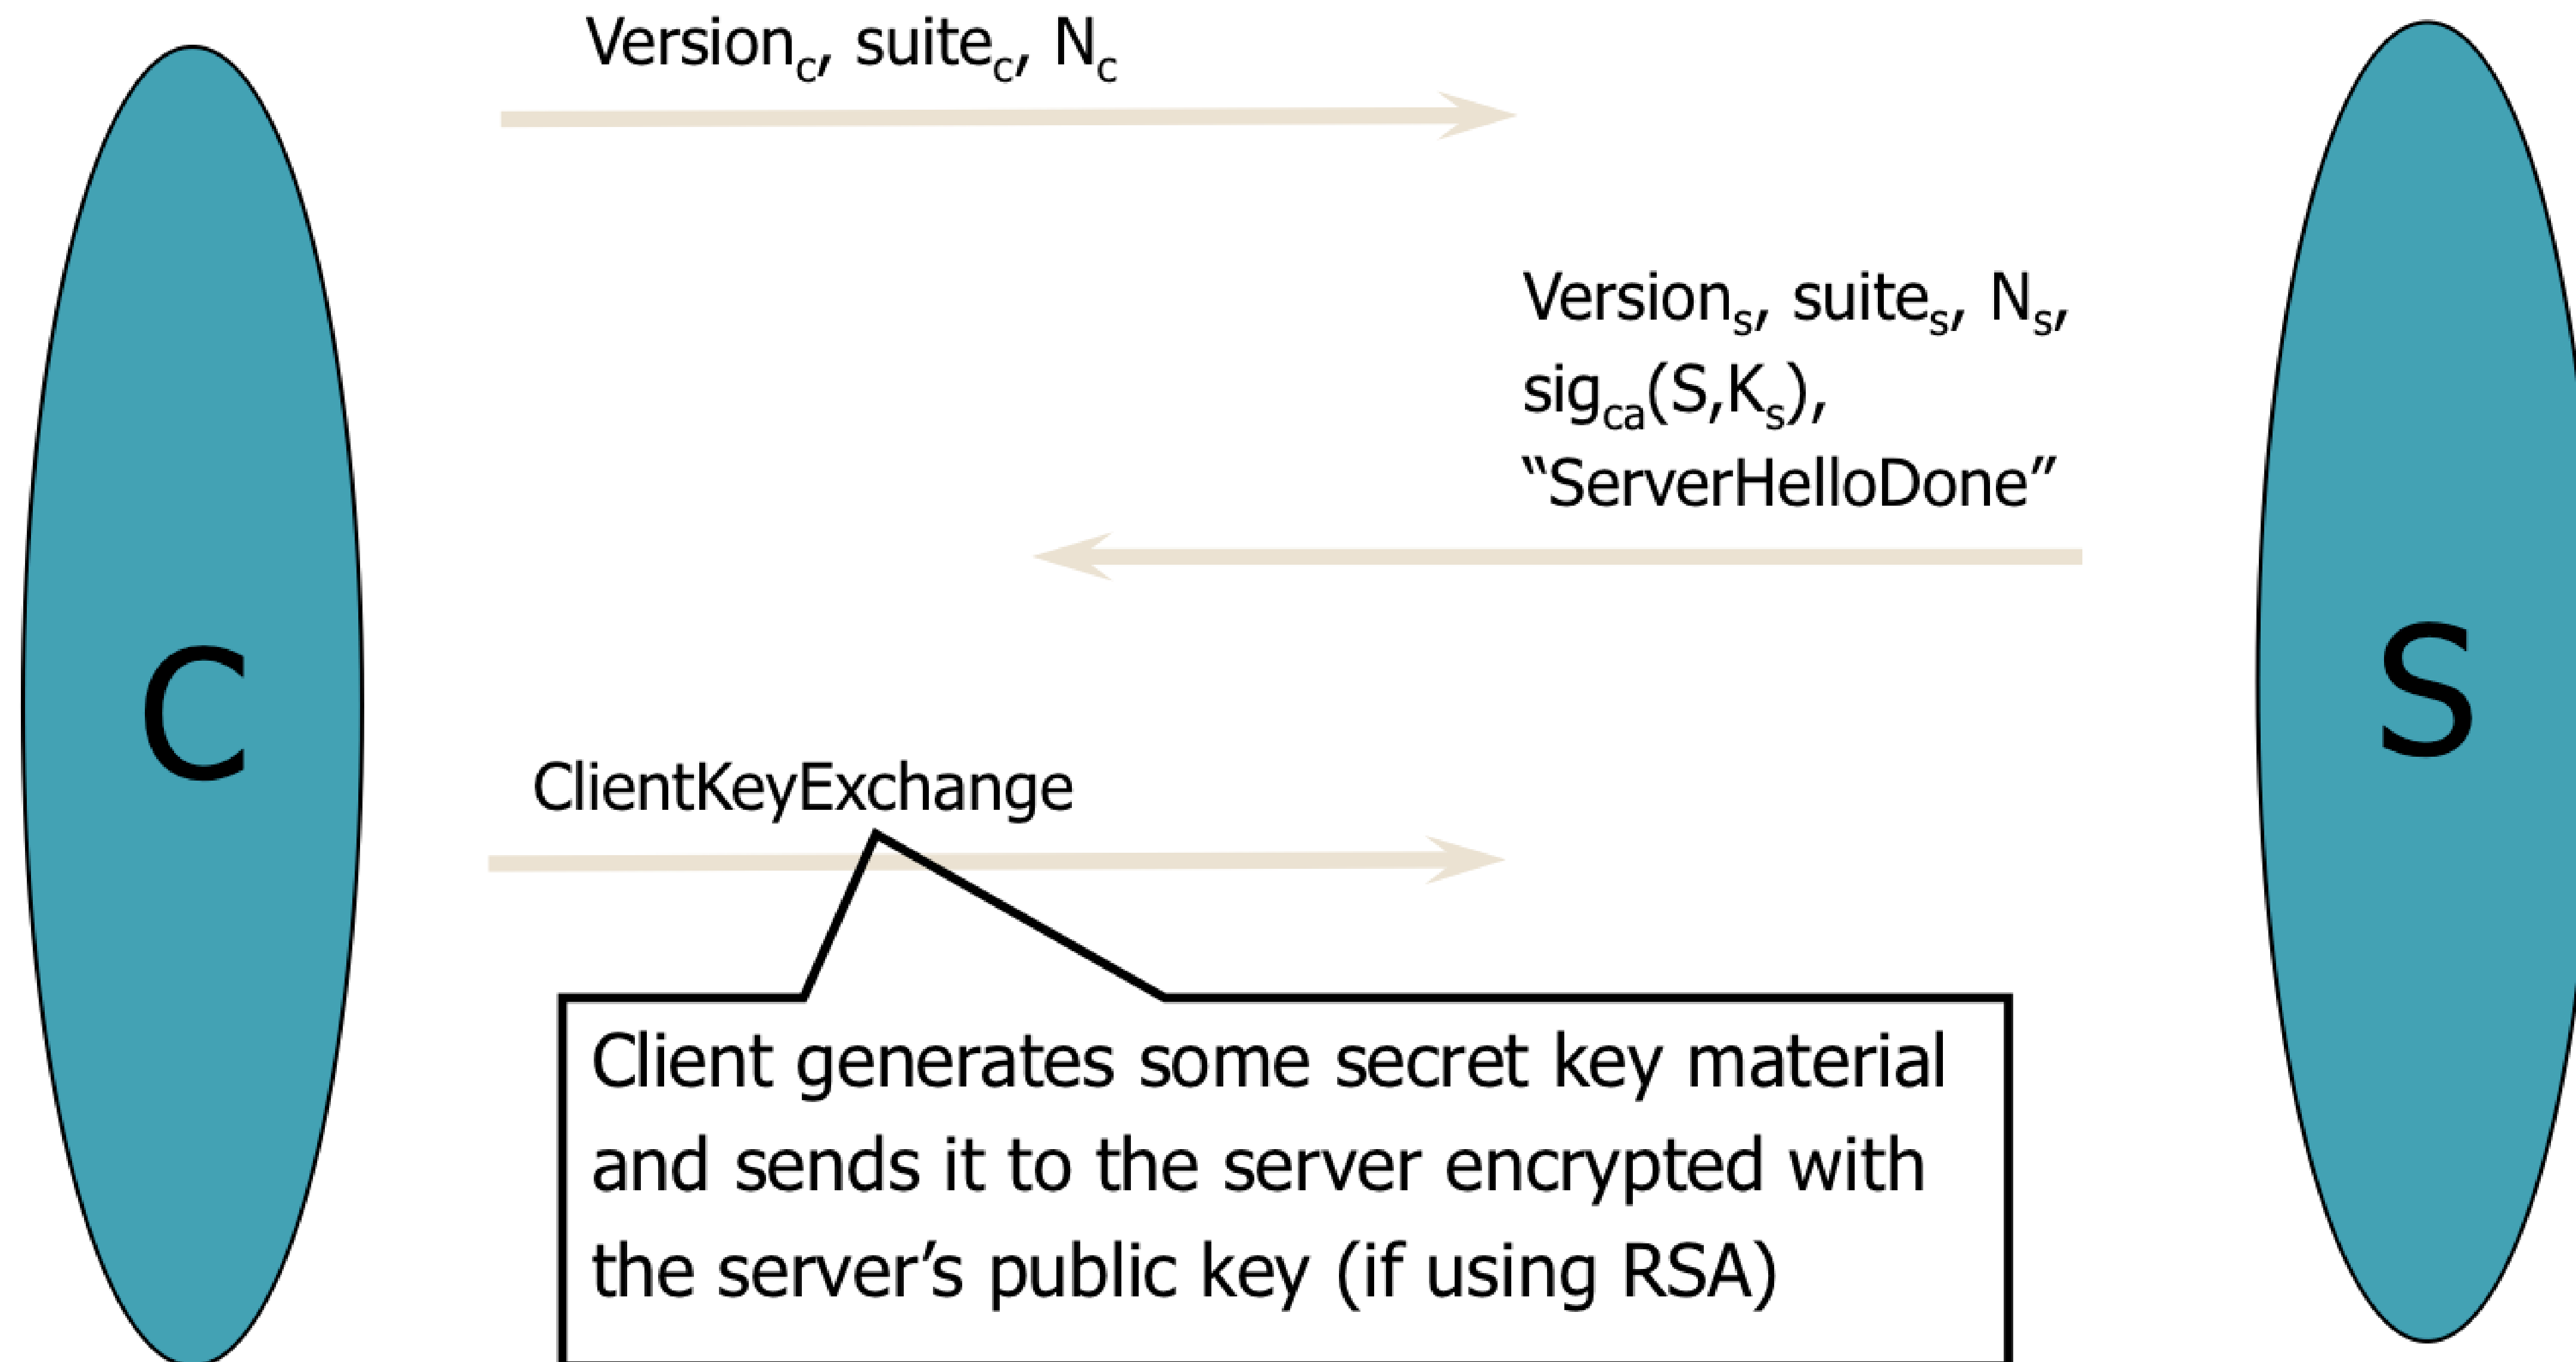 Versionc, suitec, Nc
Versions, suites, Ns,
sigca(S,Ks),
“ServerHelloDone”
C
S
ClientKeyExchange
Client generates some secret key material
and sends it to the server encrypted with
the server’s public key (if using RSA)